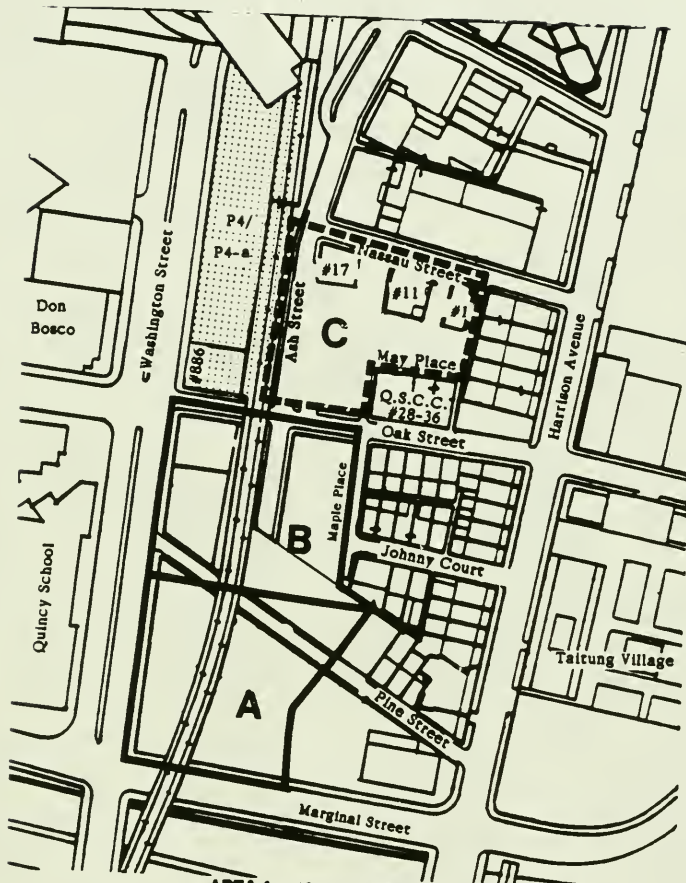 P4/
P4-a
Nassau Street
#17
#11
#1
Washington Street
Don
Bosco
Ash Street
C
May Place
Harrison Avenue
#886
Q.S.C.C.
#28-36
Oak Street
Maple Place
B
Johnny Court
Quincy School
Taitung Village
A
Pine Street
Marginal Street